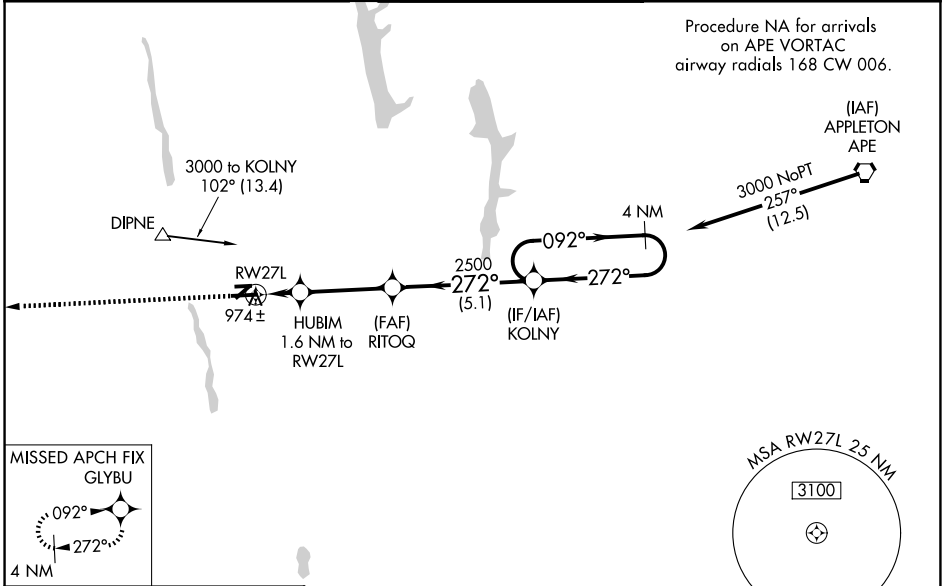 Procedure NA for arrivals
on APE VORTAC
airway radials 168 CW 006.
(IAF)
APPLETON
APE
3000 NoPT
257°
(12.5)
3000 to KOLNY
102° (13.4)
DIPNE
4 NM
092°
272°
2500
272°
(5.1)
RW27L
974 ±
HUBIM
1.6 NM to
RW27L
(FAF)
RITOQ
(IF/IAF)
KOLNY
MISSED APCH FIX
GLYBU
092°
272°
4 NM
MSA RW27L 25 NM
3100